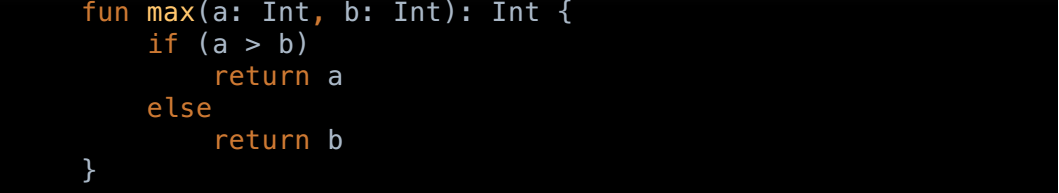 fun max(a: Int, b: Int): Int {
    if (a > b)
        return a
    else
        return b
}